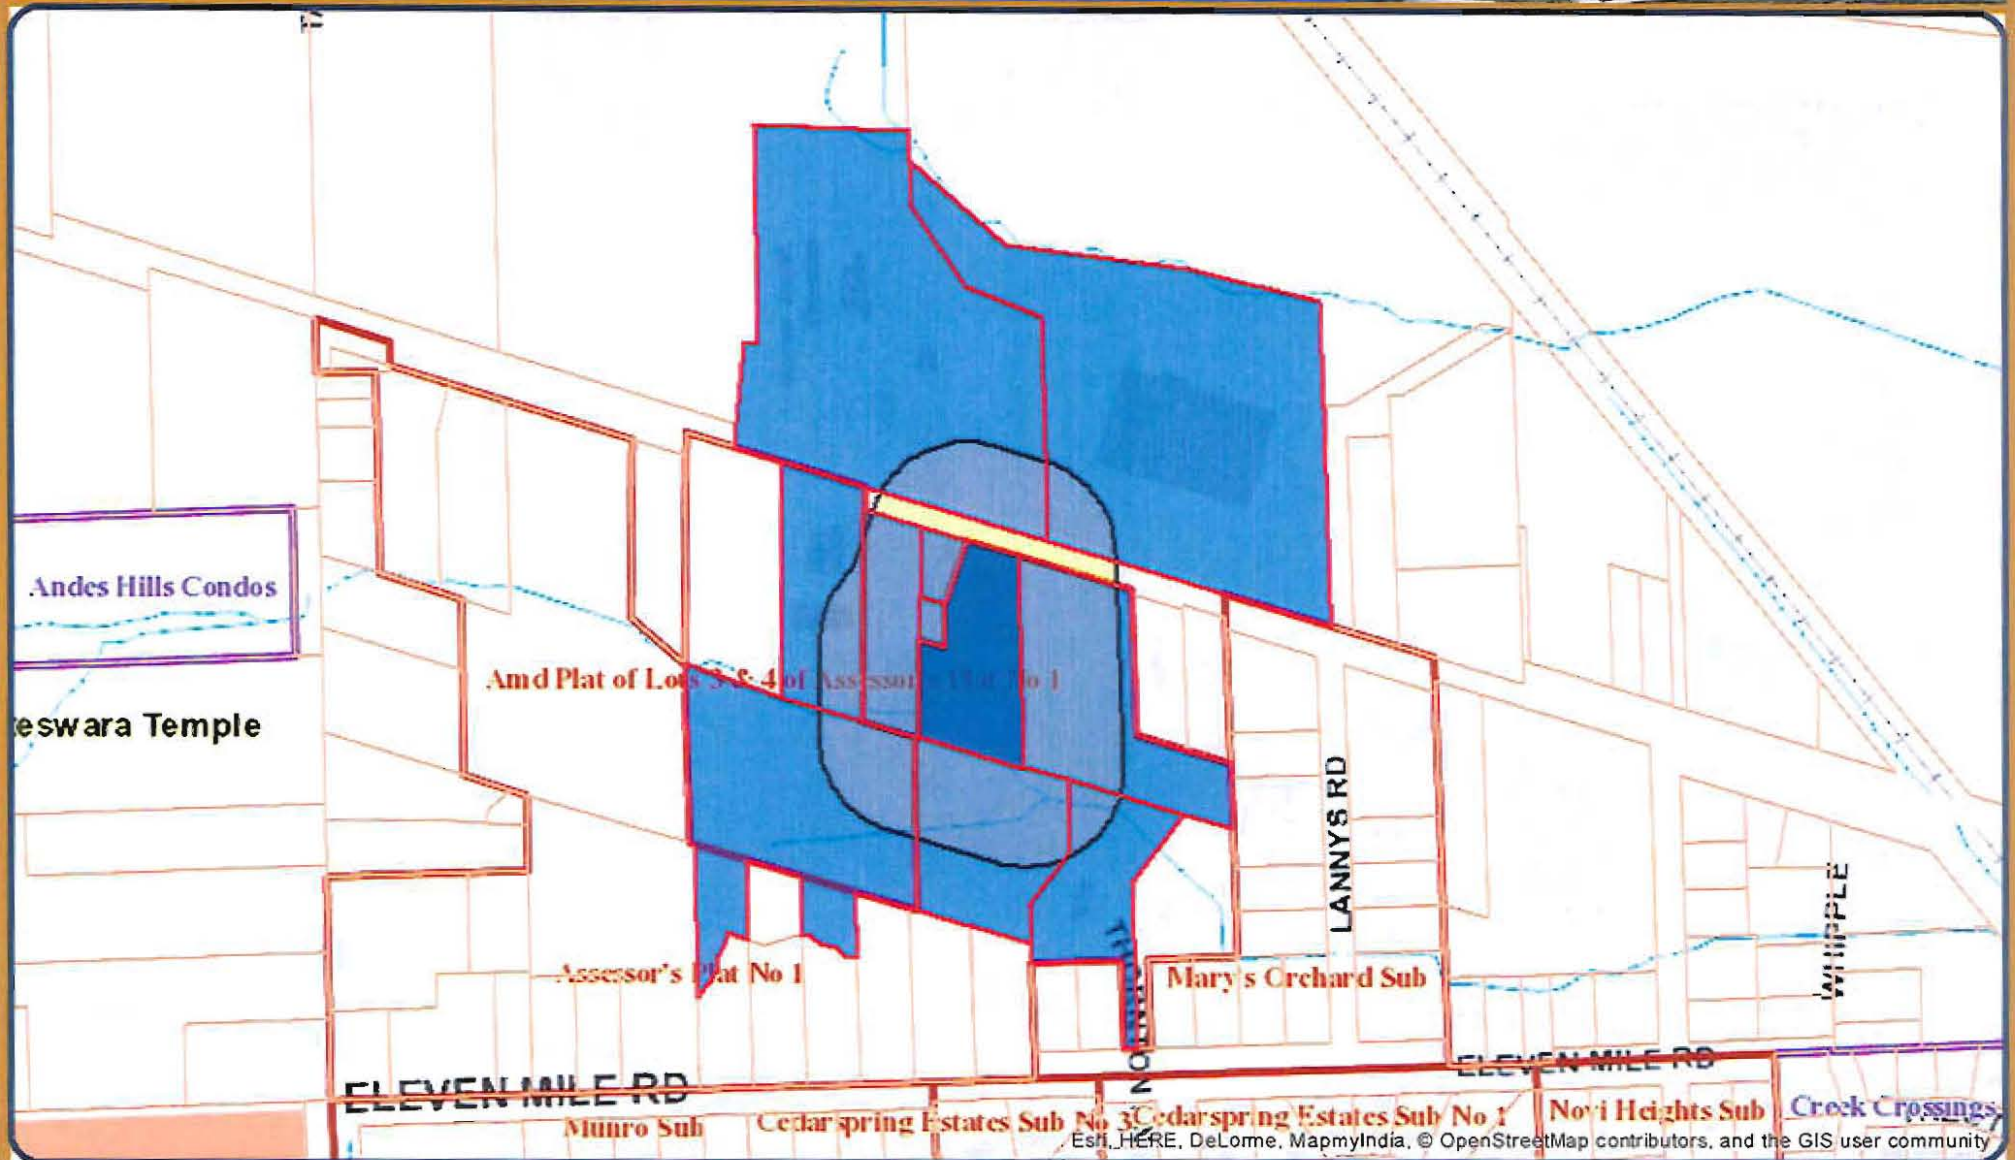 Andes Hills Condos
Amd Plat of Lots 3 & 4 of Assessor's Plat No 1
eswara Temple
LANNYS RD
WHIPPLE
Assessor's Plat No 1
Mary's Orchard Sub
ELEVEN MILE RD
ELEVEN MILE RD
Munro Sub
Cedarspring Estates Sub No 3
Cedarspring Estates Sub No 1
Novi Heights Sub
Creek Crossings
Esri, HERE, DeLorme, MapmyIndia, © OpenStreetMap contributors, and the GIS user community